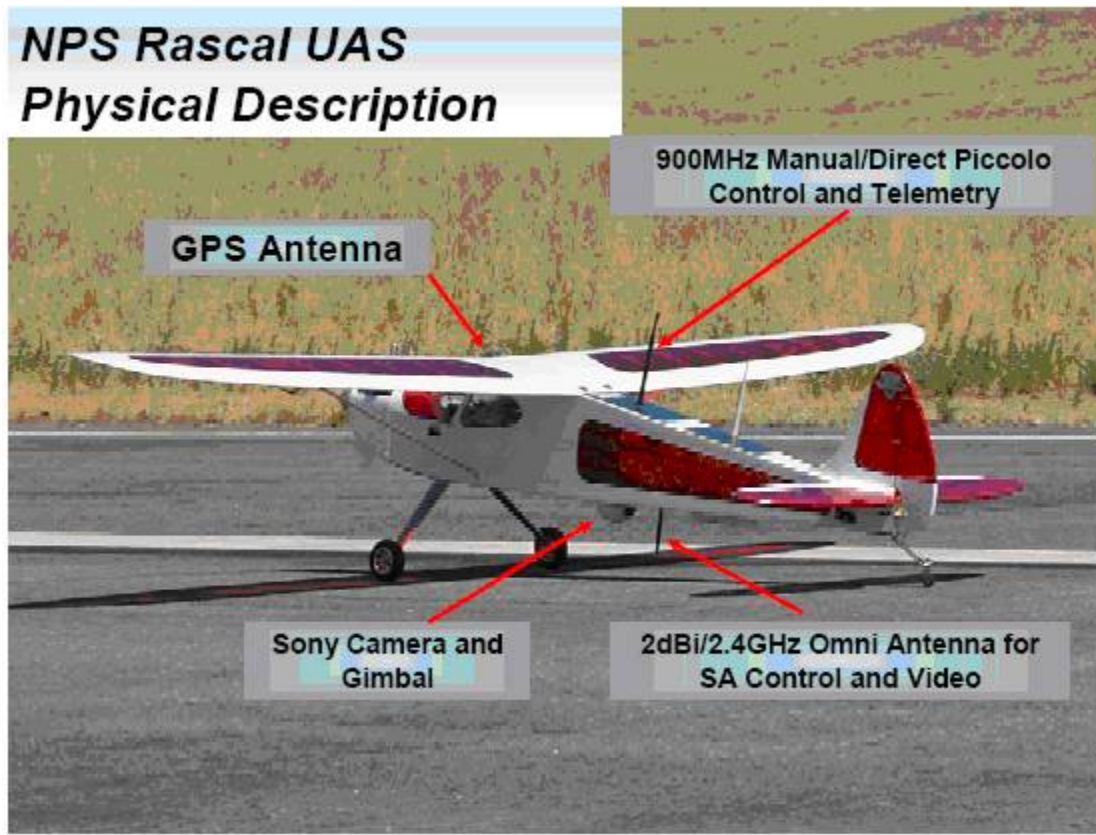 NPS Rascal UAS
Physical Description
900MHz Manual/Direct Piccolo
Control and Telemetry
GPS Antenna
Sony Camera and
Gimbal
2dBi/2.4GHz Omni Antenna for
SA Control and Video